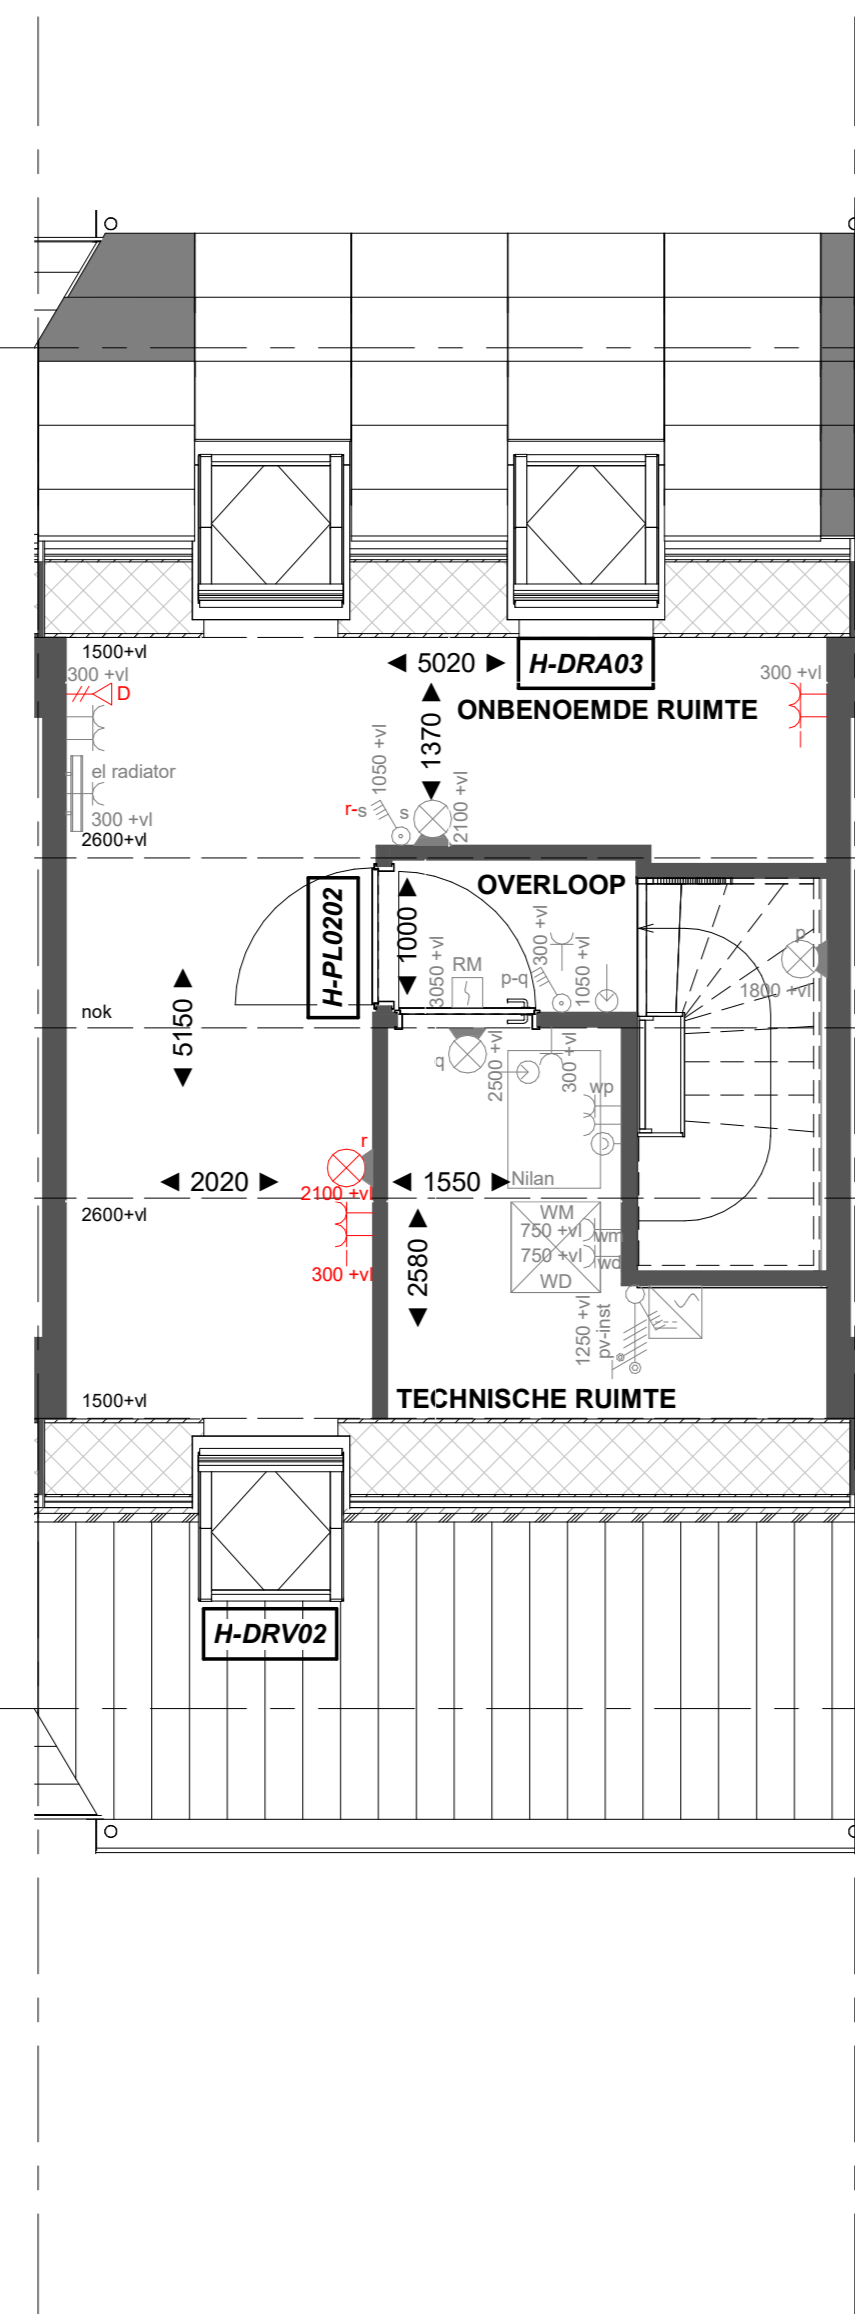 1500+vl
300 +vl
D
el radiator
300 +vl
2600+vl
5020
H-DRA03
ONBENOEMDE RUIMTE
300 +vl
1370
1050 +vl
r-s
s
2100 +vl
OVERLOOP
H-PL0202
1000
3050 +vl
RM
p-q
300 +vl
1050 +vl
p
1800 +vl
nok
5150
q
2500 +vl
300 +vl
wp
Nilan
r
2100 +vl
2020
1550
2600+vl
300 +vl
2580
WM
750 +vl
wm
750 +vl
wd
WD
1250 +vl
pv-inst
1500+vl
TECHNISCHE RUIMTE
H-DRV02